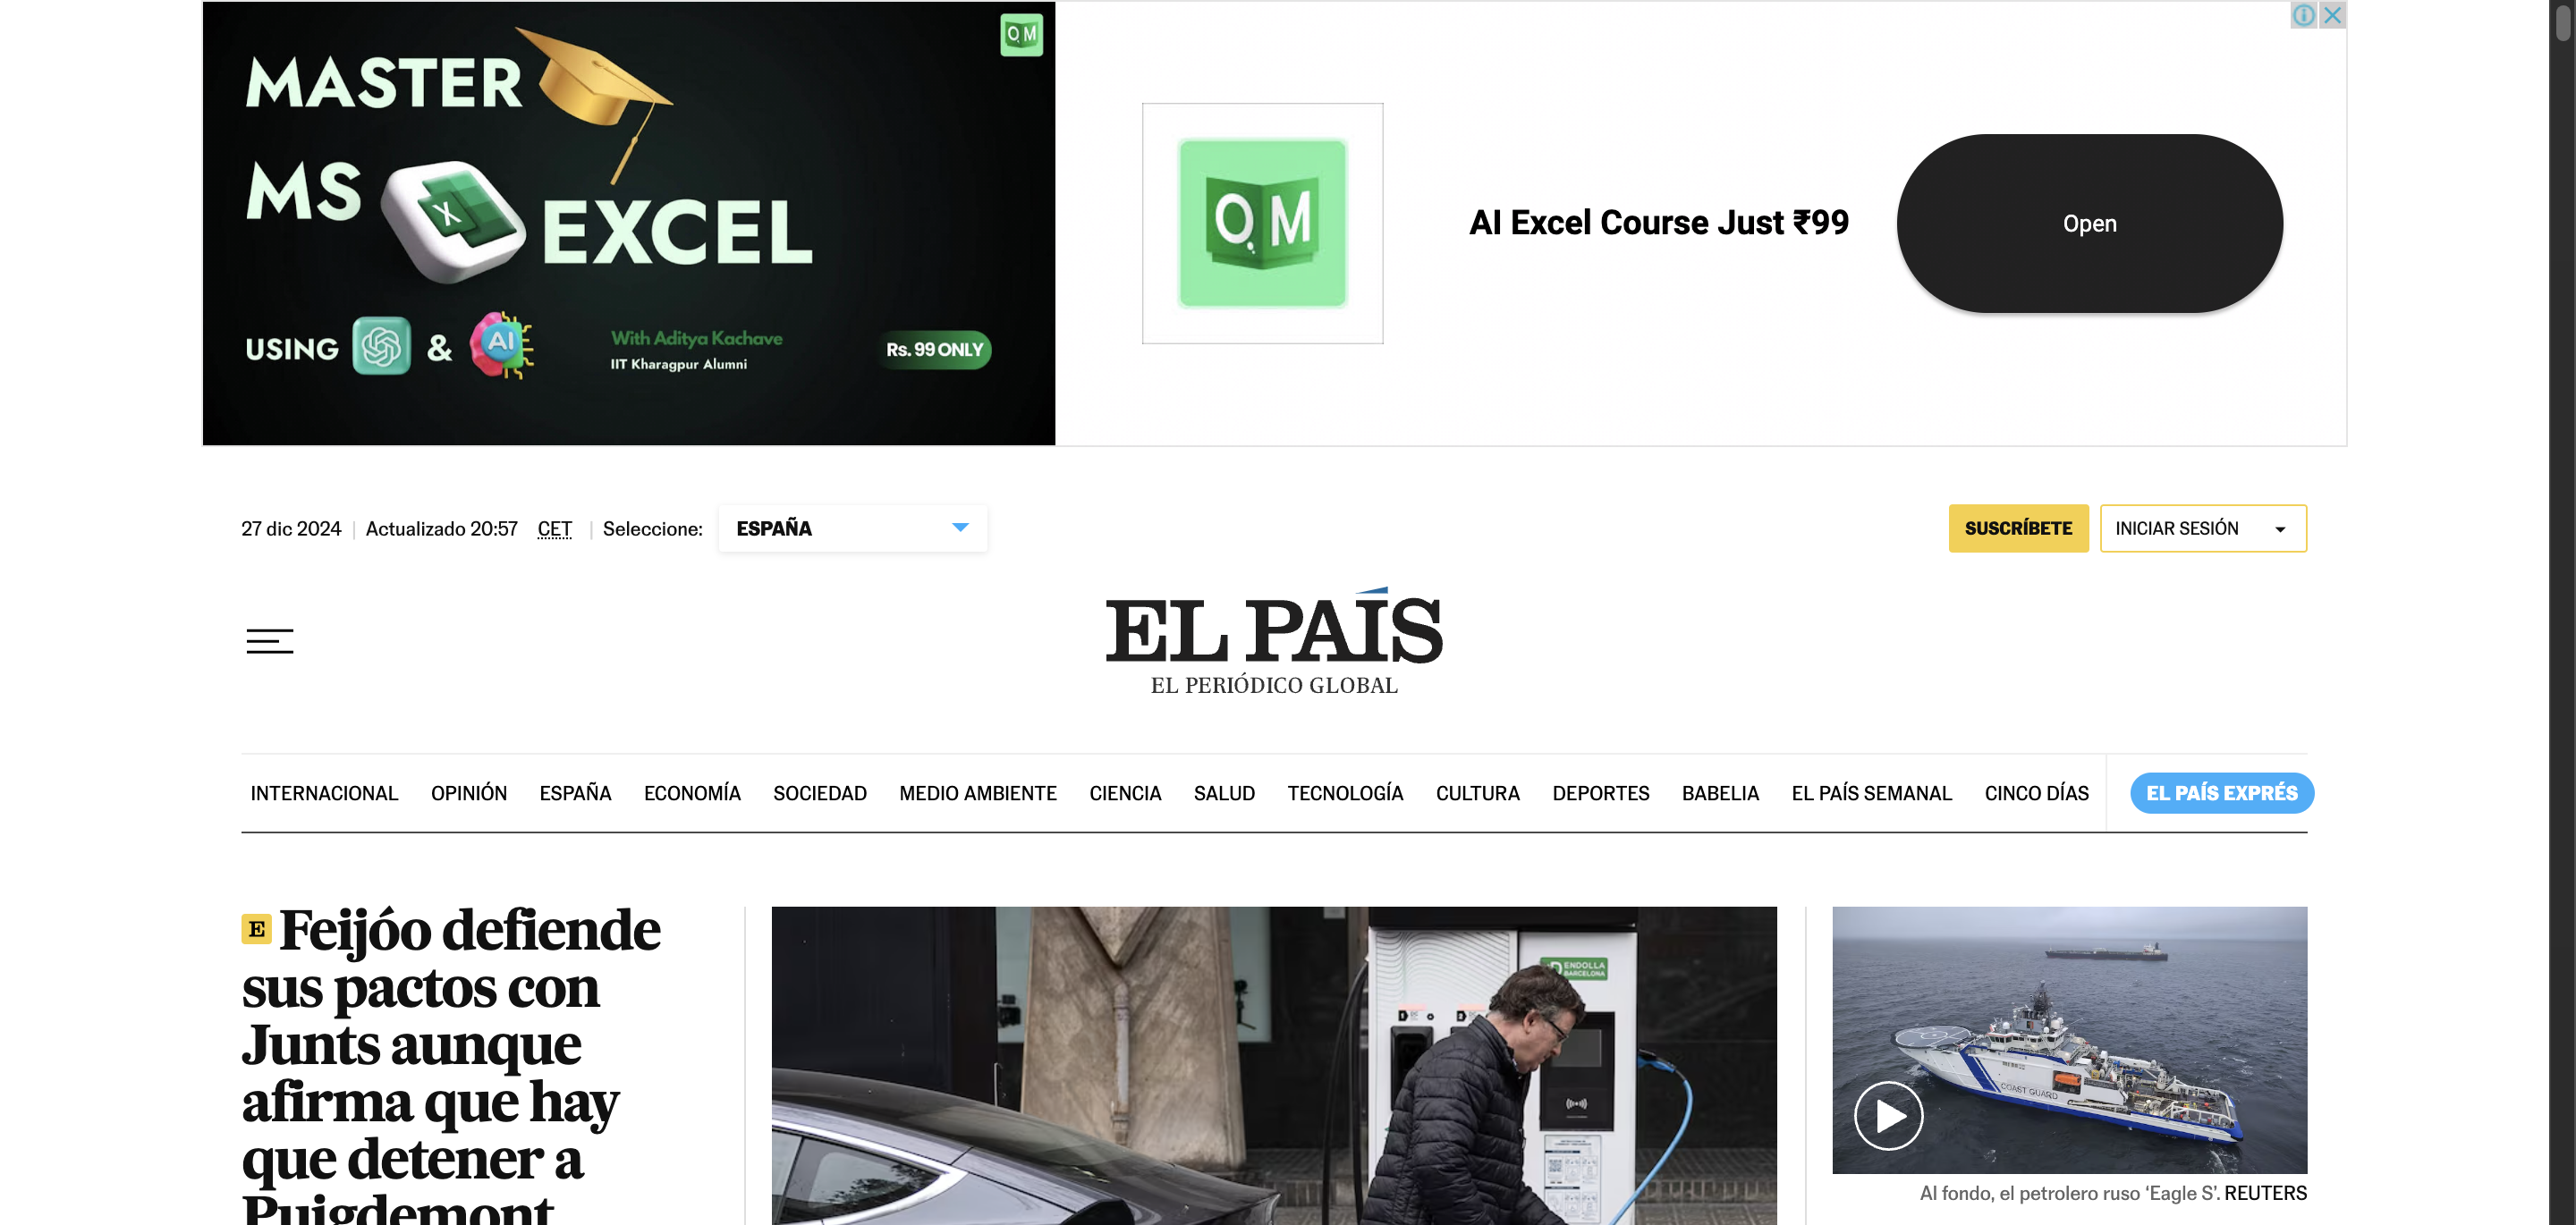 MASTER
MS EXCEL
USING & AI
With Aditya Kachave
IIT Kharagpur Alumni
Rs. 99 ONLY
QM
QM
AI Excel Course Just ₹99
Open
27 dic 2024 | Actualizado 20:57 CET | Seleccione: ESPAÑA
SUSCRÍBETE
INICIAR SESIÓN
EL PAÍS
EL PERIÓDICO GLOBAL
INTERNACIONAL OPINIÓN ESPAÑA ECONOMÍA SOCIEDAD MEDIO AMBIENTE CIENCIA SALUD TECNOLOGÍA CULTURA DEPORTES BABELIA EL PAÍS SEMANAL CINCO DÍAS EL PAÍS EXPRÉS
E Feijóo defiende
sus pactos con
Junts aunque
afirma que hay
que detener a
Puigdemont
ENDOLLA
BARCELONA
COAST GUARD
Al fondo, el petrolero ruso ‘Eagle S’. REUTERS